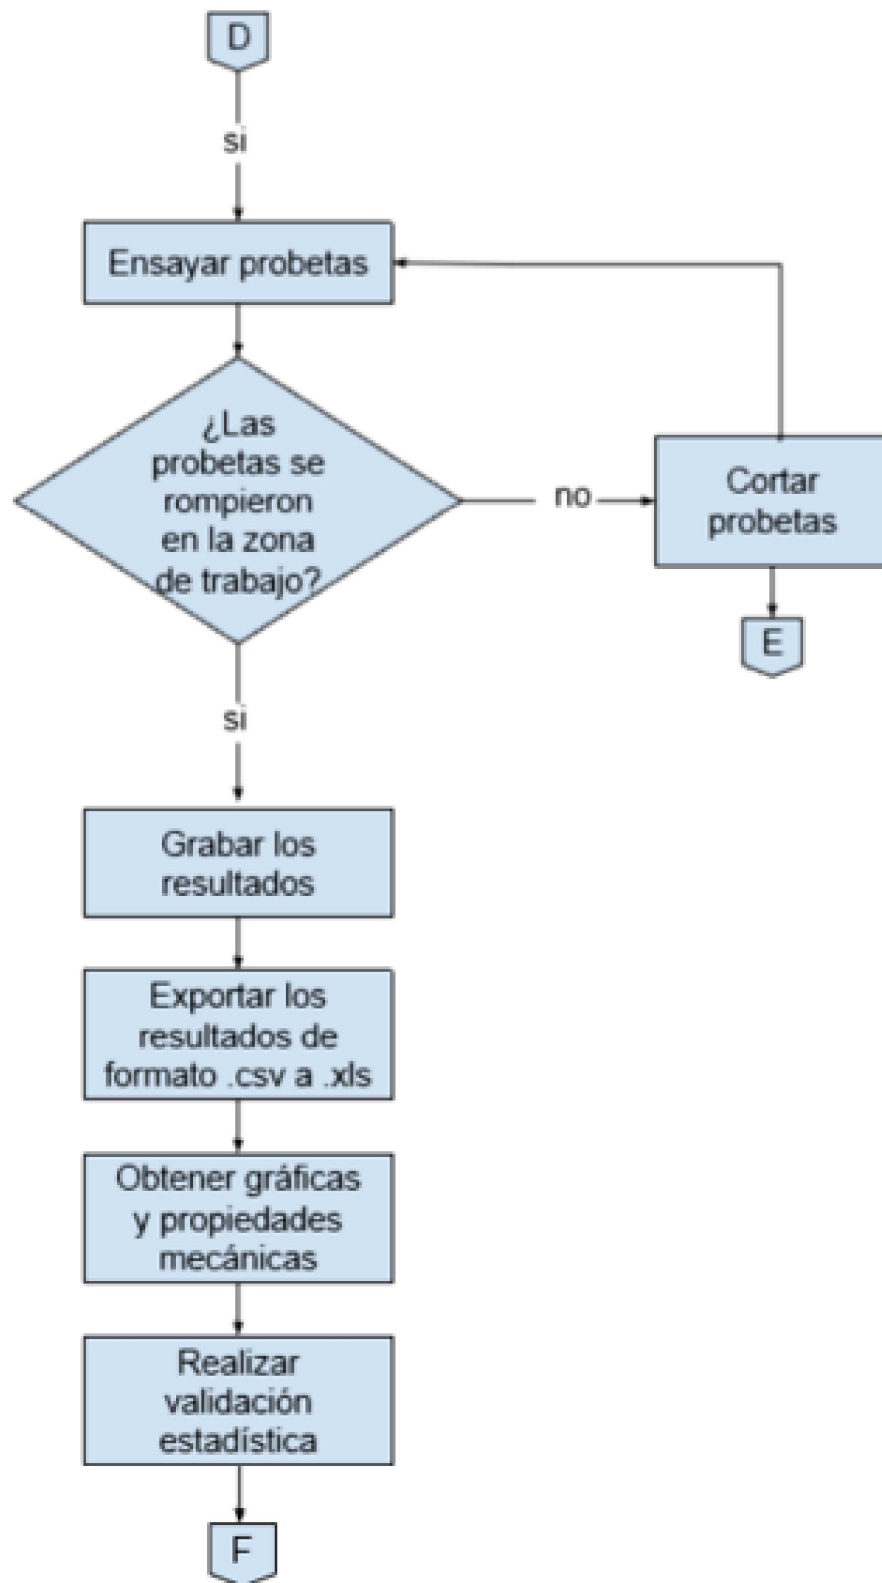 D
si
Ensayar probetas
¿Las
probetas se
rompieron
en la zona
de trabajo?
no
Cortar
probetas
E
si
Grabar los
resultados
Exportar los
resultados de
formato .csv a .xls
Obtener gráficas
y propiedades
mecánicas
Realizar
validación
estadística
F